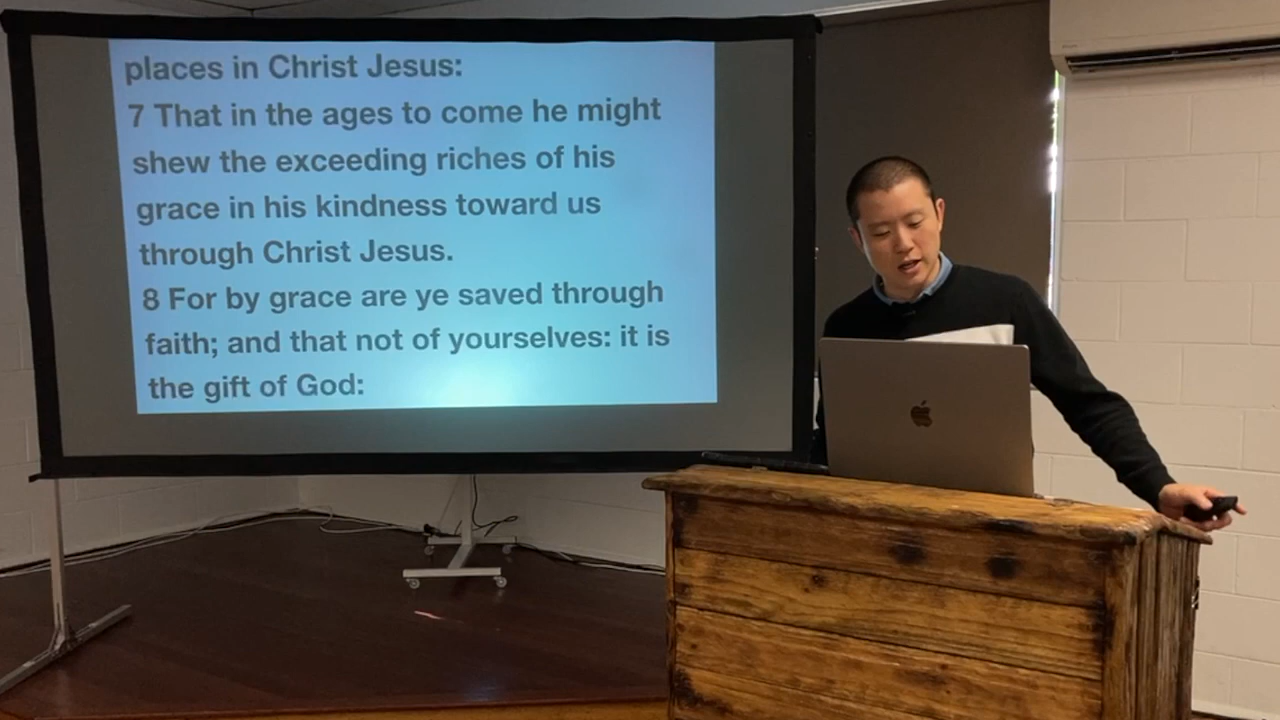 places in Christ Jesus:
7 That in the ages to come he might
shew the exceeding riches of his
grace in his kindness toward us
through Christ Jesus.
8 For by grace are ye saved through
faith; and that not of yourselves: it is
the gift of God: